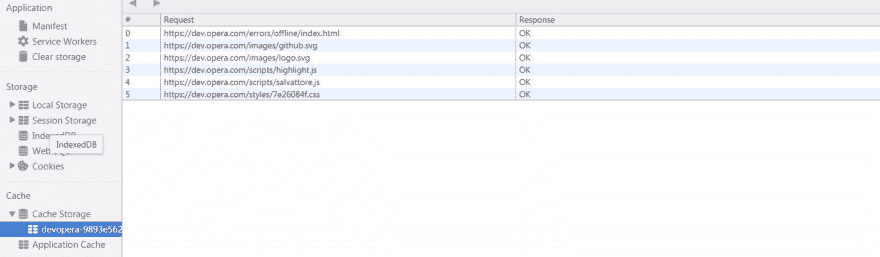 Application
Manifest
Service Workers
Clear storage
Storage
Local Storage
Session Storage
IndexedDB
IndexedDB
Web SQL
Cookies
Cache
Cache Storage
devopera-9893e562
Application Cache
# Request Response
0 https://dev.opera.com/errors/offline/index.html OK
1 https://dev.opera.com/images/github.svg OK
2 https://dev.opera.com/images/logo.svg OK
3 https://dev.opera.com/scripts/highlight.js OK
4 https://dev.opera.com/scripts/salvattore.js OK
5 https://dev.opera.com/styles/7e26084f.css OK